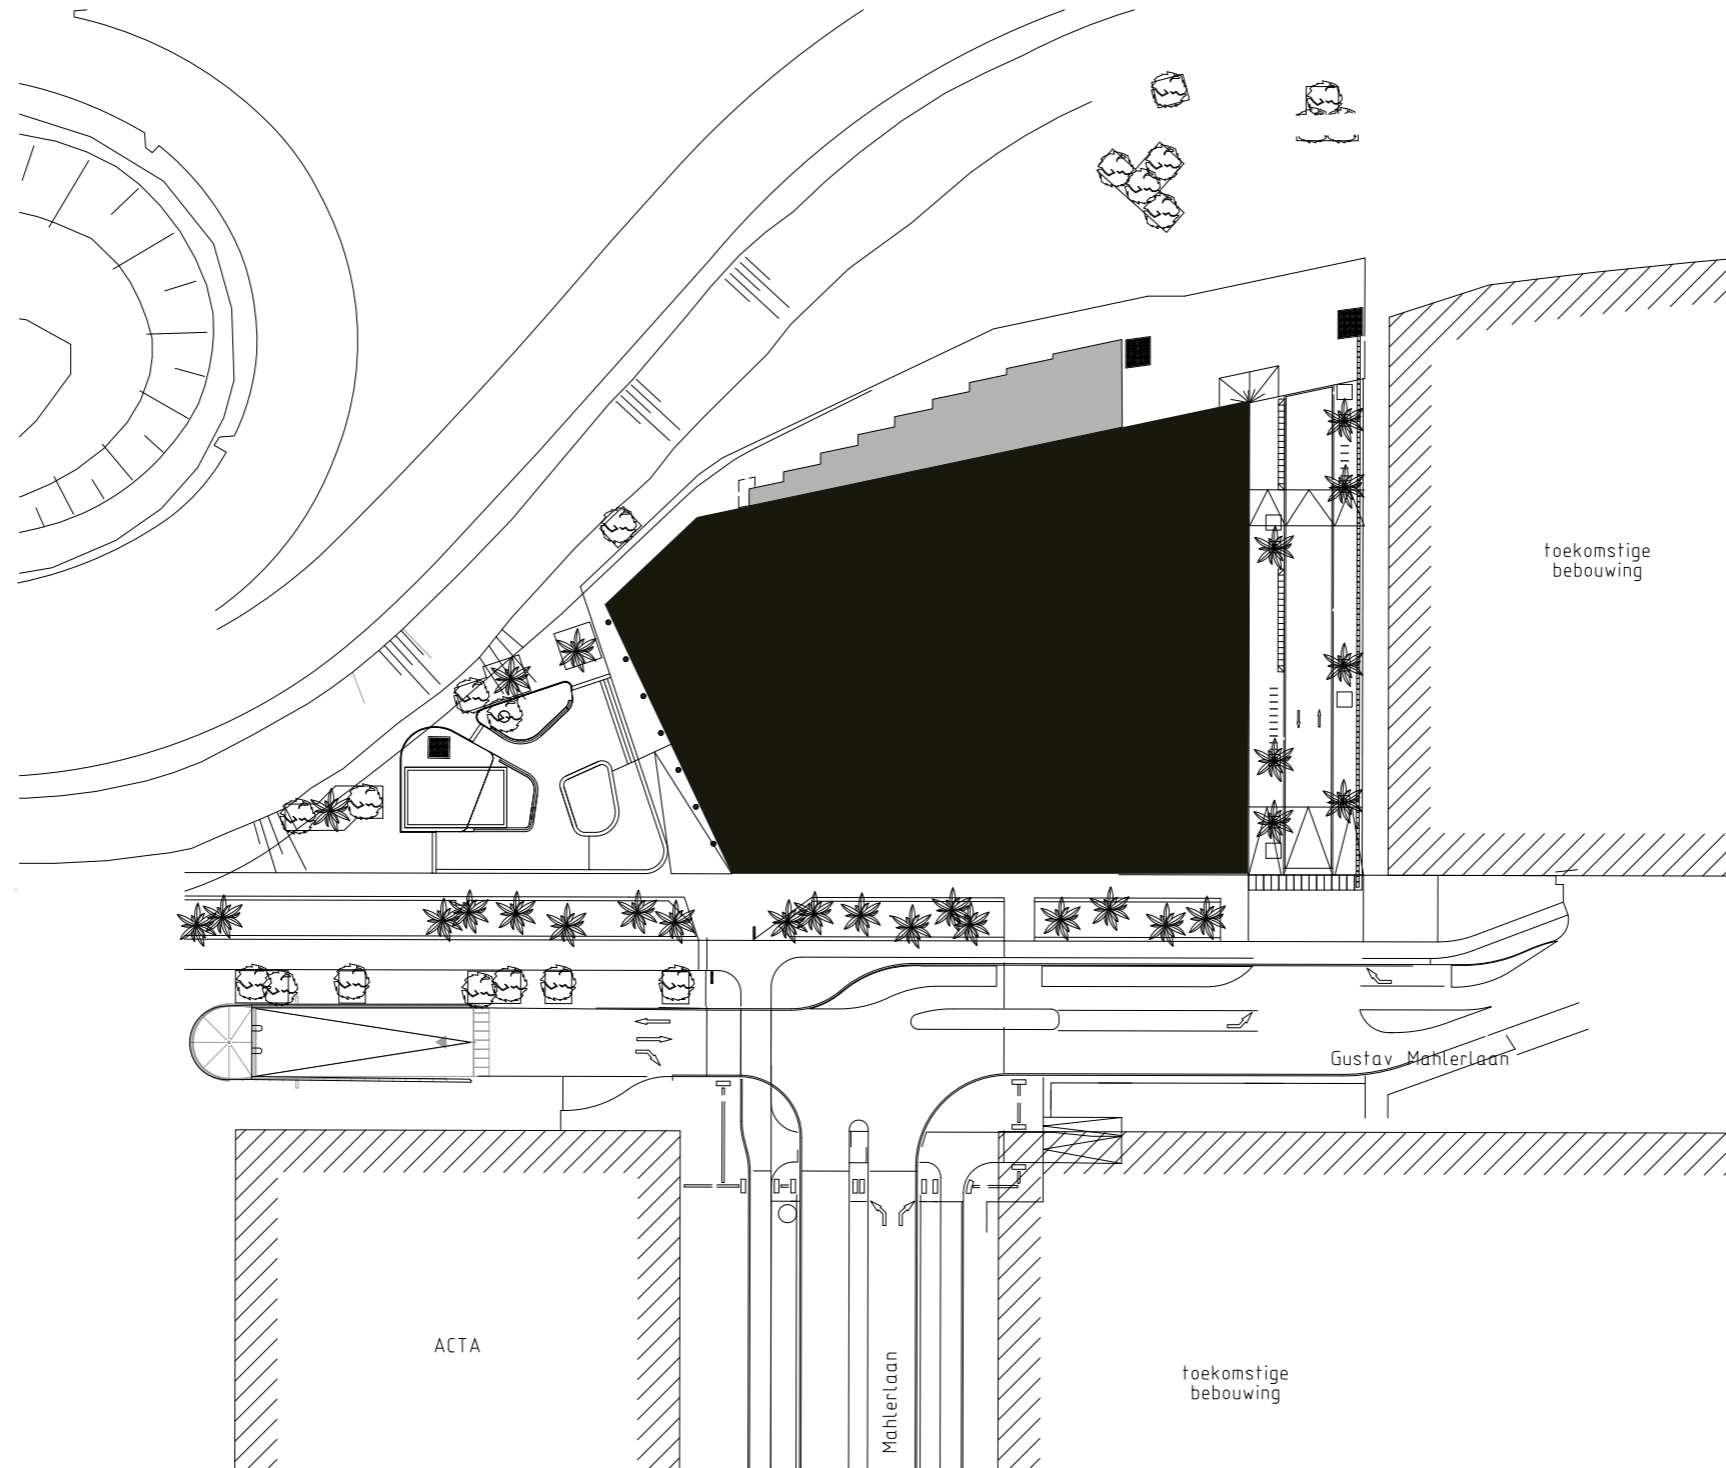 toekomstige
bebouwing
Gustav Mahlerlaan
ACTA
Mahlerlaan
toekomstige
bebouwing